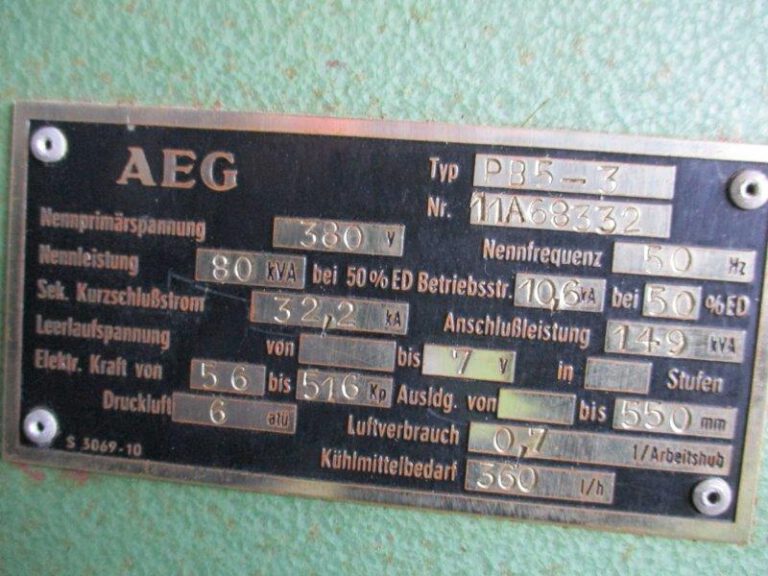 AEG
Typ PB5-3
Nr. 11A68332
Nennprimärspannung 380 V Nennfrequenz 50 Hz
Nennleistung 80 kVA bei 50% ED Betriebsstr. 10,6 kA bei 50 % ED
Sek. Kurzschlußstrom 32,2 kA Anschlußleistung 149 kVA
Leerlaufspannung von bis 7 V in Stufen
Elektr. Kraft von 56 bis 516 Kp Ausldg. von bis 550 mm
Druckluft 6 atü Luftverbrauch 0,7 l/Arbeitshub
S 5069-10 Kühlmittelbedarf 360 l/h